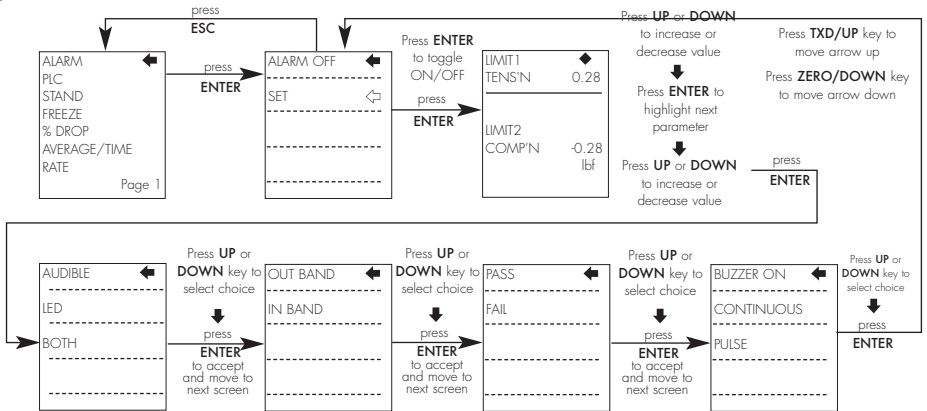 press
ESC
ALARM
PLC
STAND
FREEZE
% DROP
AVERAGE/TIME
RATE
Page 1
press
ENTER
ALARM OFF
SET
Press ENTER
to toggle
ON/OFF
press
ENTER
LIMIT1
TENS'N 0.28
LIMIT2
COMP'N -0.28
lbf
Press UP or DOWN
to increase or
decrease value
Press ENTER to
highlight next
parameter
Press UP or DOWN
to increase or
decrease value
press
ENTER
Press TXD/UP key to
move arrow up
Press ZERO/DOWN key
to move arrow down
AUDIBLE
LED
BOTH
Press UP or
DOWN key to
select choice
press
ENTER
to accept
and move to
next screen
OUT BAND
IN BAND
Press UP or
DOWN key to
select choice
press
ENTER
to accept
and move to
next screen
PASS
FAIL
Press UP or
DOWN key to
select choice
press
ENTER
to accept
and move to
next screen
BUZZER ON
CONTINUOUS
PULSE
Press UP or
DOWN key to
select choice
press
ENTER